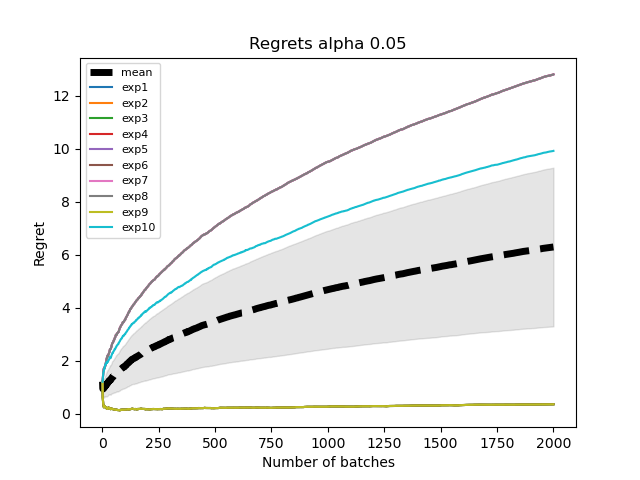 Regrets alpha 0.05
mean
exp1
exp2
exp3
exp4
exp5
exp6
exp7
exp8
exp9
exp10
12
10
8
6
4
2
0
Regret
0 250 500 750 1000 1250 1500 1750 2000
Number of batches